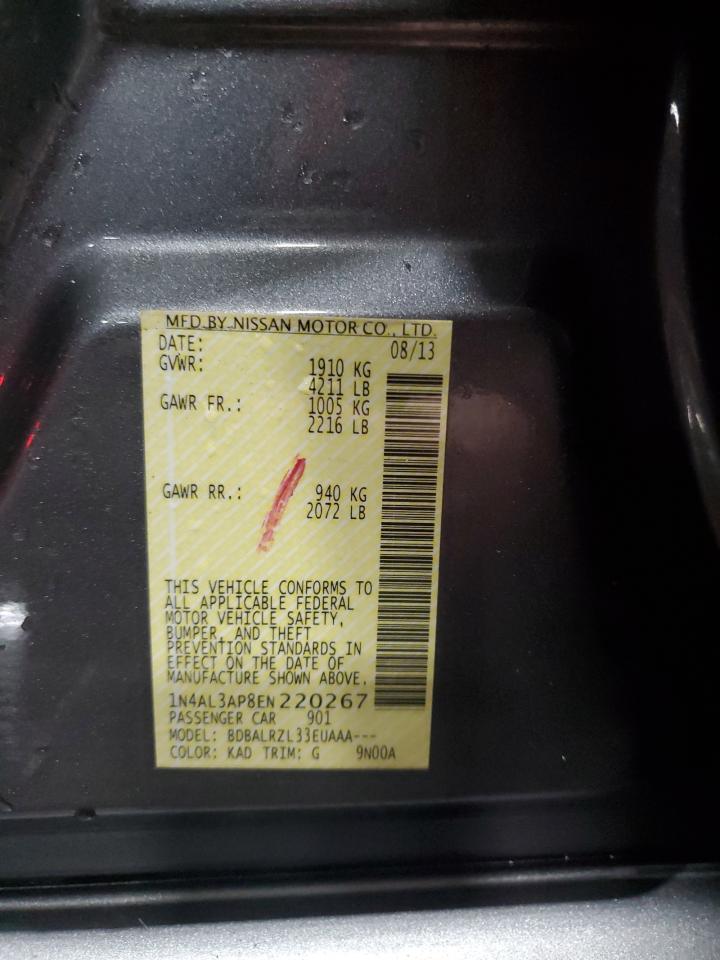 MFD.BY.NISSAN MOTOR CO., LTD.
DATE: 08/13
GVWR: 1910 KG
4211 LB
GAWR FR.: 1005 KG
2216 LB
GAWR RR.: 940 KG
2072 LB
THIS VEHICLE CONFORMS TO
ALL APPLICABLE FEDERAL
MOTOR VEHICLE SAFETY,
BUMPER, AND THEFT
PREVENTION STANDARDS IN
EFFECT ON THE DATE OF
MANUFACTURE SHOWN ABOVE.
1N4AL3AP8EN220267
PASSENGER CAR 901
MODEL: BDBALRZL33EUAAA---
COLOR: KAD TRIM: G 9N00A